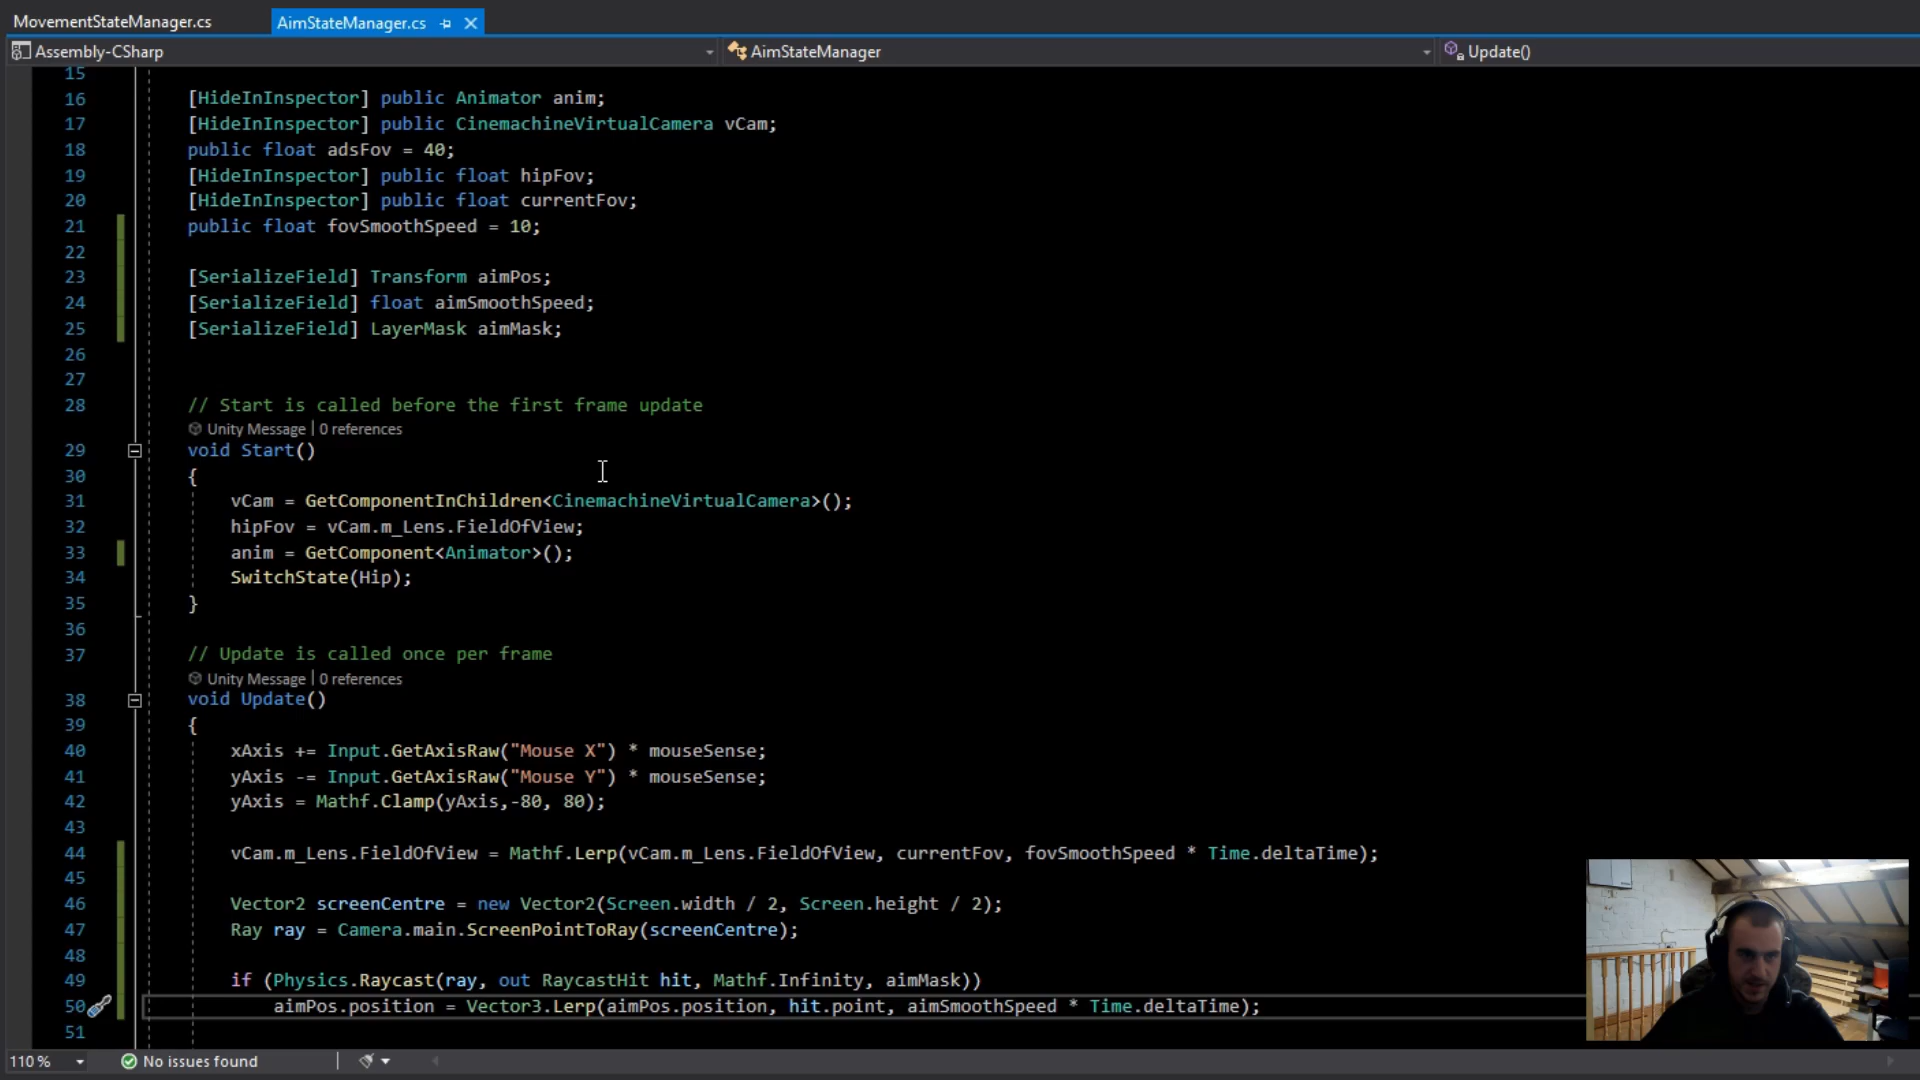 MovementStateManager.cs
AimStateManager.cs
Assembly-CSharp
AimStateManager
Update()
15
16 [HideInInspector] public Animator anim;
17 [HideInInspector] public CinemachineVirtualCamera vCam;
18 public float adsFov = 40;
19 [HideInInspector] public float hipFov;
20 [HideInInspector] public float currentFov;
21 public float fovSmoothSpeed = 10;
22
23 [SerializeField] Transform aimPos;
24 [SerializeField] float aimSmoothSpeed;
25 [SerializeField] LayerMask aimMask;
26
27
28 // Start is called before the first frame update
Unity Message | 0 references
29 void Start()
30 {
31 vCam = GetComponentInChildren<CinemachineVirtualCamera>();
32 hipFov = vCam.m_Lens.FieldOfView;
33 anim = GetComponent<Animator>();
34 SwitchState(Hip);
35 }
36
37 // Update is called once per frame
Unity Message | 0 references
38 void Update()
39 {
40 xAxis += Input.GetAxisRaw("Mouse X") * mouseSense;
41 yAxis -= Input.GetAxisRaw("Mouse Y") * mouseSense;
42 yAxis = Mathf.Clamp(yAxis,-80, 80);
43
44 vCam.m_Lens.FieldOfView = Mathf.Lerp(vCam.m_Lens.FieldOfView, currentFov, fovSmoothSpeed * Time.deltaTime);
45
46 Vector2 screenCentre = new Vector2(Screen.width / 2, Screen.height / 2);
47 Ray ray = Camera.main.ScreenPointToRay(screenCentre);
48
49 if (Physics.Raycast(ray, out RaycastHit hit, Mathf.Infinity, aimMask))
50 aimPos.position = Vector3.Lerp(aimPos.position, hit.point, aimSmoothSpeed * Time.deltaTime);
51
110 %
No issues found